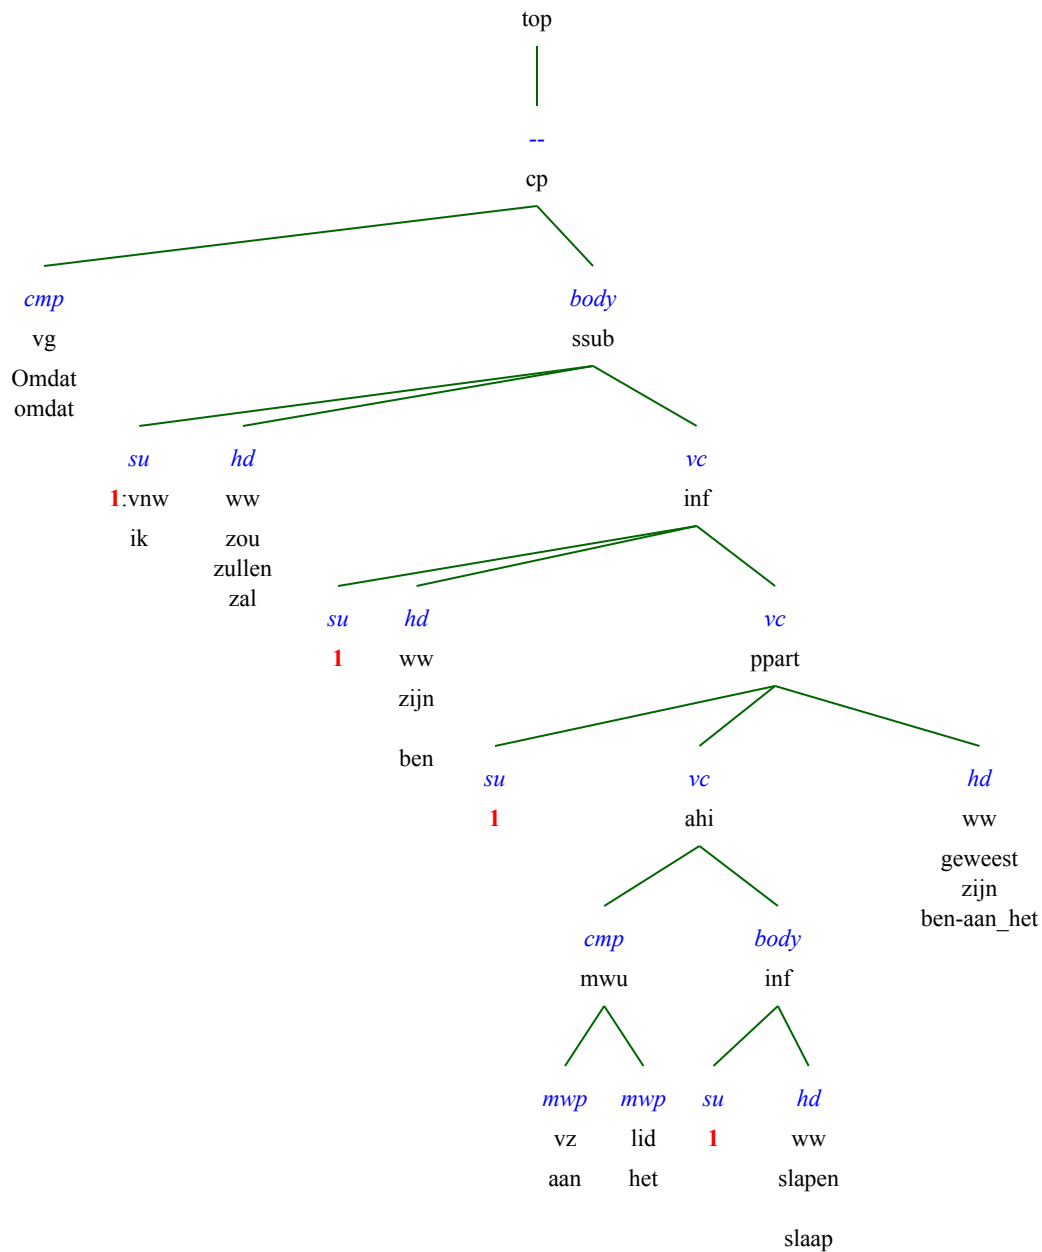 top
--
cp
cmp body
vg ssub
Omdat
omdat
su hd vc
1:vnw ww inf
ik zou
zullen
zal
su hd vc
1 ww ppart
zijn
ben
su vc hd
1 ahi ww
geweest
zijn
ben-aan_het
cmp body
mwu inf
mwp mwp su hd
vz lid 1 ww
aan het slapen
slaap